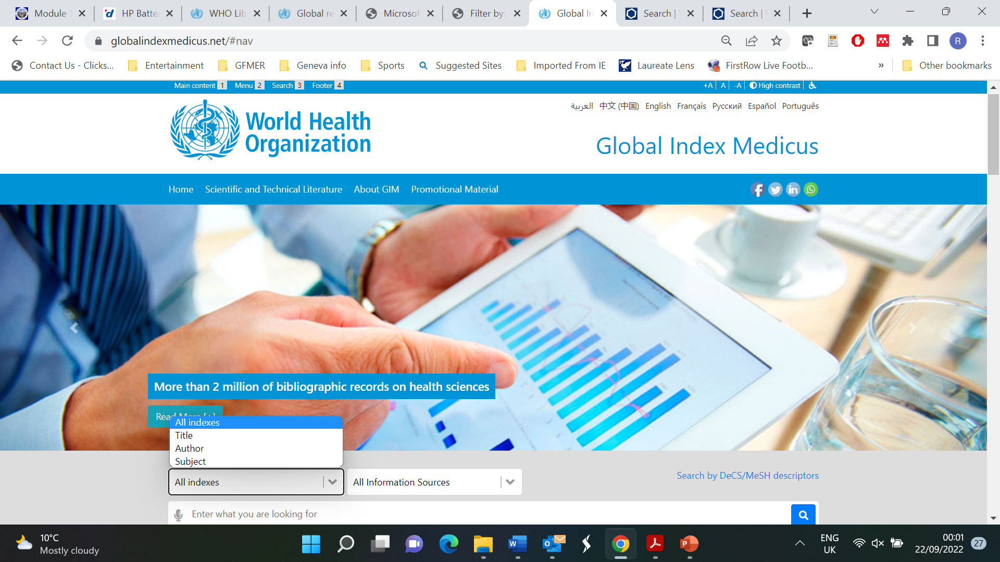 Module 1
HP Batter
WHO Lib
Global re
Microsof
Filter by:
Global In
Search |
Search |
globalindexmedicus.net/#nav
R
Contact Us - Clicks...
Entertainment
GFMER
Geneva info
Sports
Suggested Sites
Imported From IE
Laureate Lens
FirstRow Live Footb...
»
Other bookmarks
Main content 1 Menu 2 Search 3 Footer 4
+A A -A High contrast
العربية 中文 (中国) English Français Русский Español Português
World Health
Organization
Global Index Medicus
Home Scientific and Technical Literature About GIM Promotional Material
More than 2 million of bibliographic records on health sciences
Read More [+]
All indexes
Title
Author
Subject
All indexes
All Information Sources
Search by DeCS/MeSH descriptors
Enter what you are looking for
10°C
Mostly cloudy
ENG
UK
00:01
22/09/2022
27